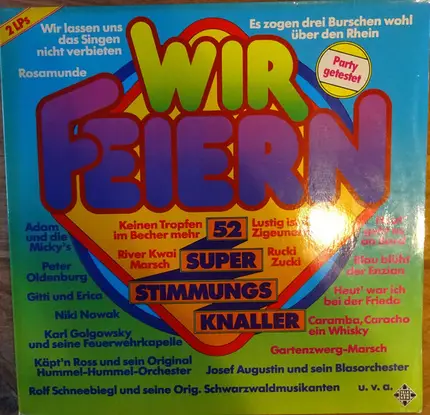 2 LPs
Wir lassen uns
das Singen
nicht verbieten
Es zogen drei Burschen wohl
über den Rhein
Rosamunde
Party
getestet
WIR
FEIERN
Adam
und die
Micky's
Keinen Tropfen
im Becher mehr
52
Lustig ist
River Kwai
Marsch
SUPER
Rucki
Zucki
Blau blüht
der Enzian
Peter
Oldenburg
STIMMUNGS
Gitti und Erica
Heut' war ich
bei der Frieda
Niki Nowak
KNALLER
Caramba, Caracho
ein Whisky
Karl Golgowsky
und seine Feuerwehrkapelle
Gartenzwerg-Marsch
Käpt'n Ross und sein Original
Hummel-Hummel-Orchester
Josef Augustin und sein Blasorchester
Rolf Schneebiegl und seine Orig. Schwarzwaldmusikanten
u. v. a.